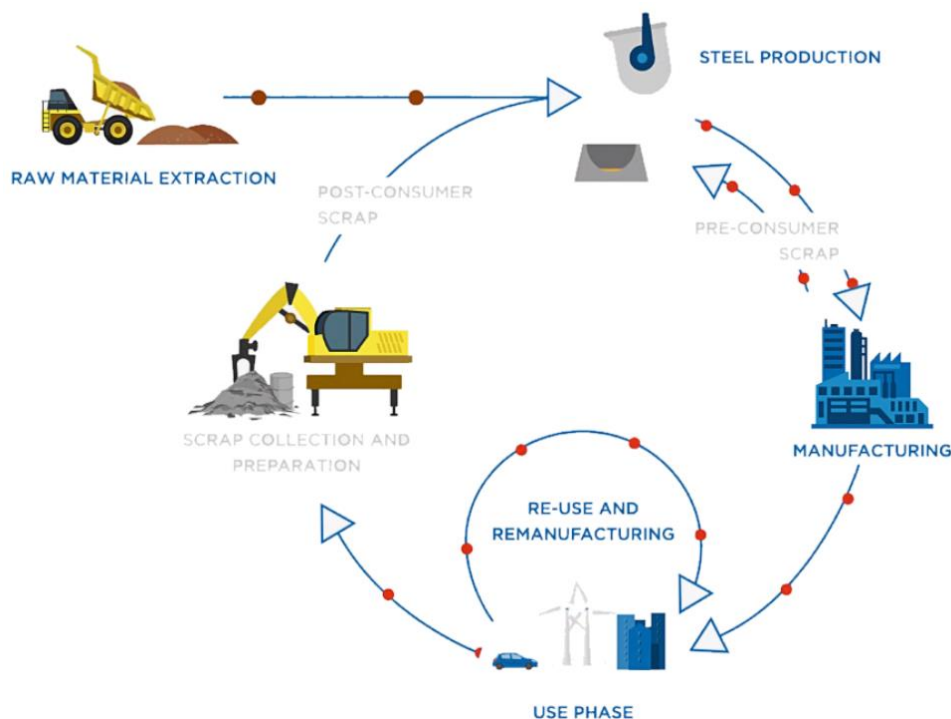 STEEL PRODUCTION
RAW MATERIAL EXTRACTION
POST-CONSUMER
SCRAP
PRE-CONSUMER
SCRAP
SCRAP COLLECTION AND
PREPARATION
MANUFACTURING
RE-USE AND
REMANUFACTURING
USE PHASE